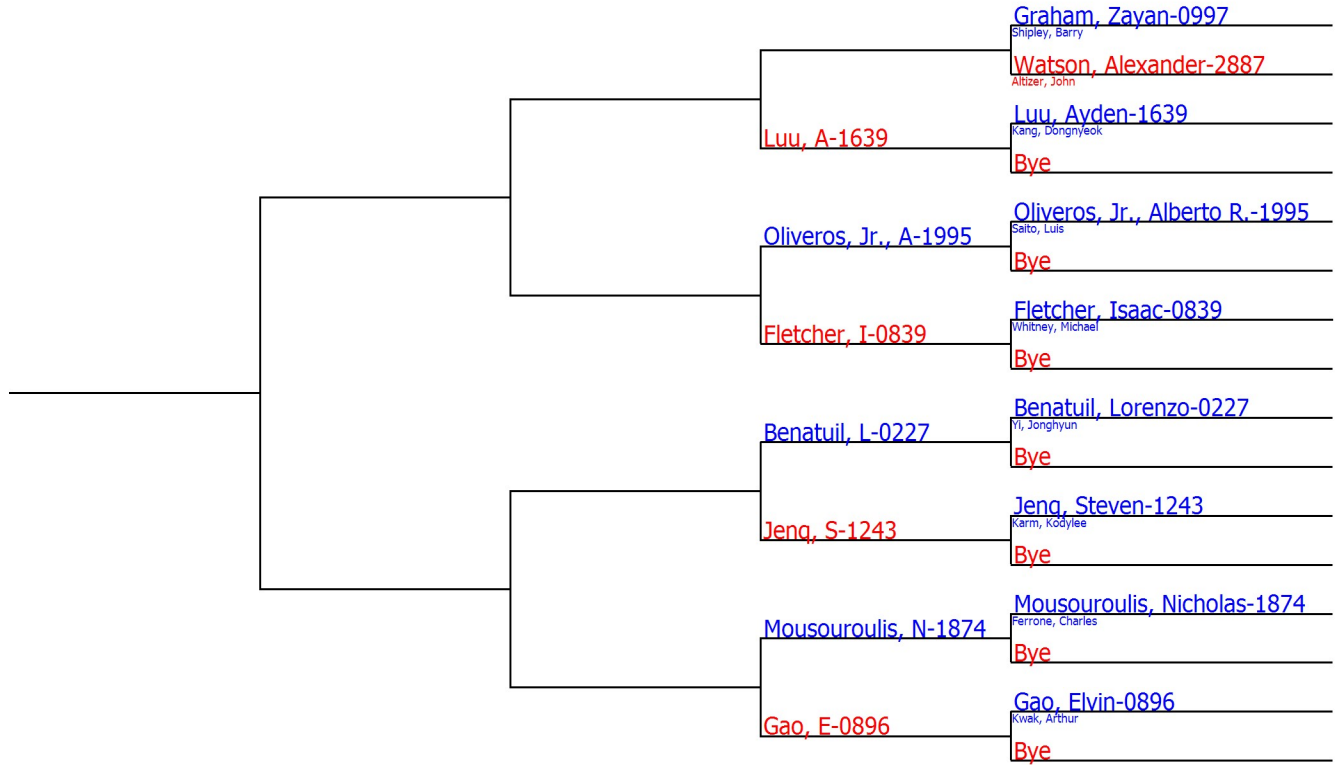 Graham, Zayan-0997
Shipley, Barry
Watson, Alexander-2887
Altizer, John
Luu, A-1639
Luu, Ayden-1639
Kang, Dongnyeok
Bye
Oliveros, Jr., A-1995
Oliveros, Jr., Alberto R.-1995
Saito, Luis
Bye
Fletcher, I-0839
Fletcher, Isaac-0839
Whitney, Michael
Bye
Benatuil, L-0227
Benatuil, Lorenzo-0227
Yi, Jonghyun
Bye
Jenq, S-1243
Jenq, Steven-1243
Karm, Kodylee
Bye
Mousouroulis, N-1874
Mousouroulis, Nicholas-1874
Ferrone, Charles
Bye
Gao, E-0896
Gao, Elvin-0896
Kwak, Arthur
Bye